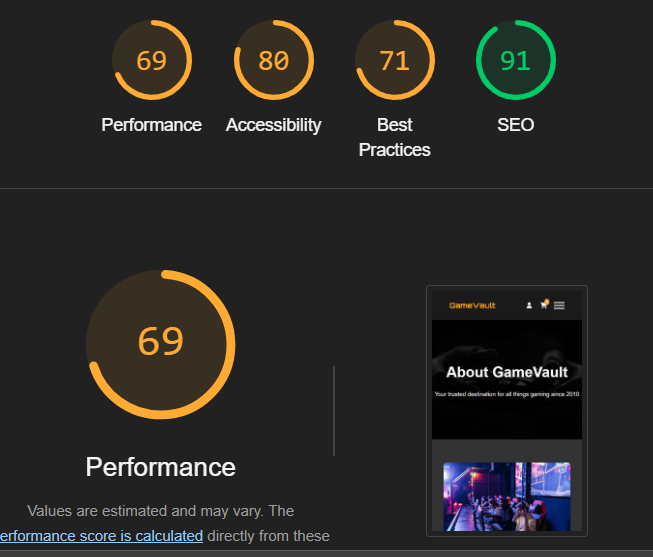 69
80
71
91
Performance
Accessibility
Best
Practices
SEO
69
Performance
Values are estimated and may vary. The
erformance score is calculated directly from these
GameVault
About GameVault
Your trusted destination for all things gaming since 2010